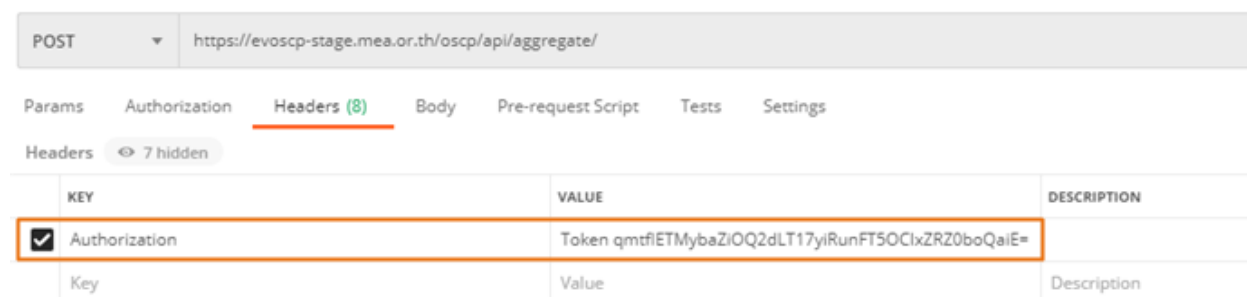 POST https://evoscp-stage.mea.or.th/oscp/api/aggregate/
Params Authorization Headers (8) Body Pre-request Script Tests Settings
Headers 7 hidden
KEY VALUE DESCRIPTION
Authorization Token qmtflETMybaZiOQ2dLT17yiRunFT5OClxZRZ0boQaiE=
Key Value Description